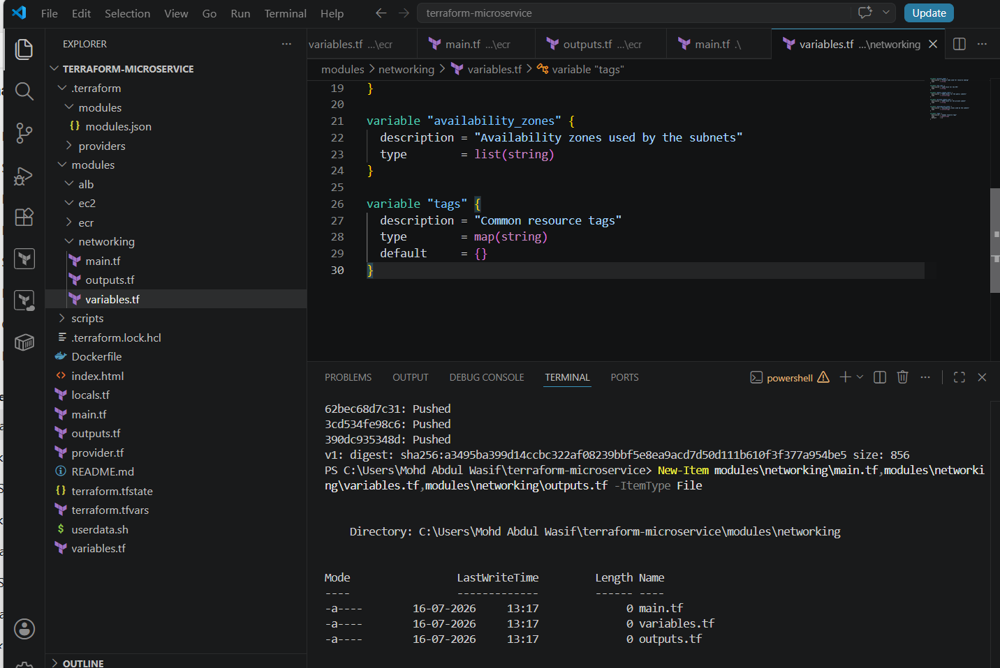 File Edit Selection View Go Run Terminal Help
terraform-microservice
Update
EXPLORER
TERRAFORM-MICROSERVICE
.terraform
modules
modules.json
providers
modules
alb
ec2
ecr
networking
main.tf
outputs.tf
variables.tf
scripts
.terraform.lock.hcl
Dockerfile
index.html
locals.tf
main.tf
outputs.tf
provider.tf
README.md
terraform.tfstate
terraform.tfvars
userdata.sh
variables.tf
OUTLINE
variables.tf ...\ecr
main.tf ...\ecr
outputs.tf ...\ecr
main.tf .\
variables.tf ...\networking
modules > networking > variables.tf > variable "tags"
19 }
20
21 variable "availability_zones" {
22 description = "Availability zones used by the subnets"
23 type = list(string)
24 }
25
26 variable "tags" {
27 description = "Common resource tags"
28 type = map(string)
29 default = {}
30 }
PROBLEMS OUTPUT DEBUG CONSOLE TERMINAL PORTS
powershell
62bec68d7c31: Pushed
3cd534fe98c6: Pushed
390dc935348d: Pushed
v1: digest: sha256:a3495ba399d14ccbc322af08239bbf5e8ea9acd7d50d111b610f3f377a954be5 size: 856
PS C:\Users\Mohd Abdul Wasif\terraform-microservice> New-Item modules\networking\main.tf,modules\networki
ng\variables.tf,modules\networking\outputs.tf -ItemType File
Directory: C:\Users\Mohd Abdul Wasif\terraform-microservice\modules\networking
Mode LastWriteTime Length Name
---- ------------- ------ ----
-a---- 16-07-2026 13:17 0 main.tf
-a---- 16-07-2026 13:17 0 variables.tf
-a---- 16-07-2026 13:17 0 outputs.tf